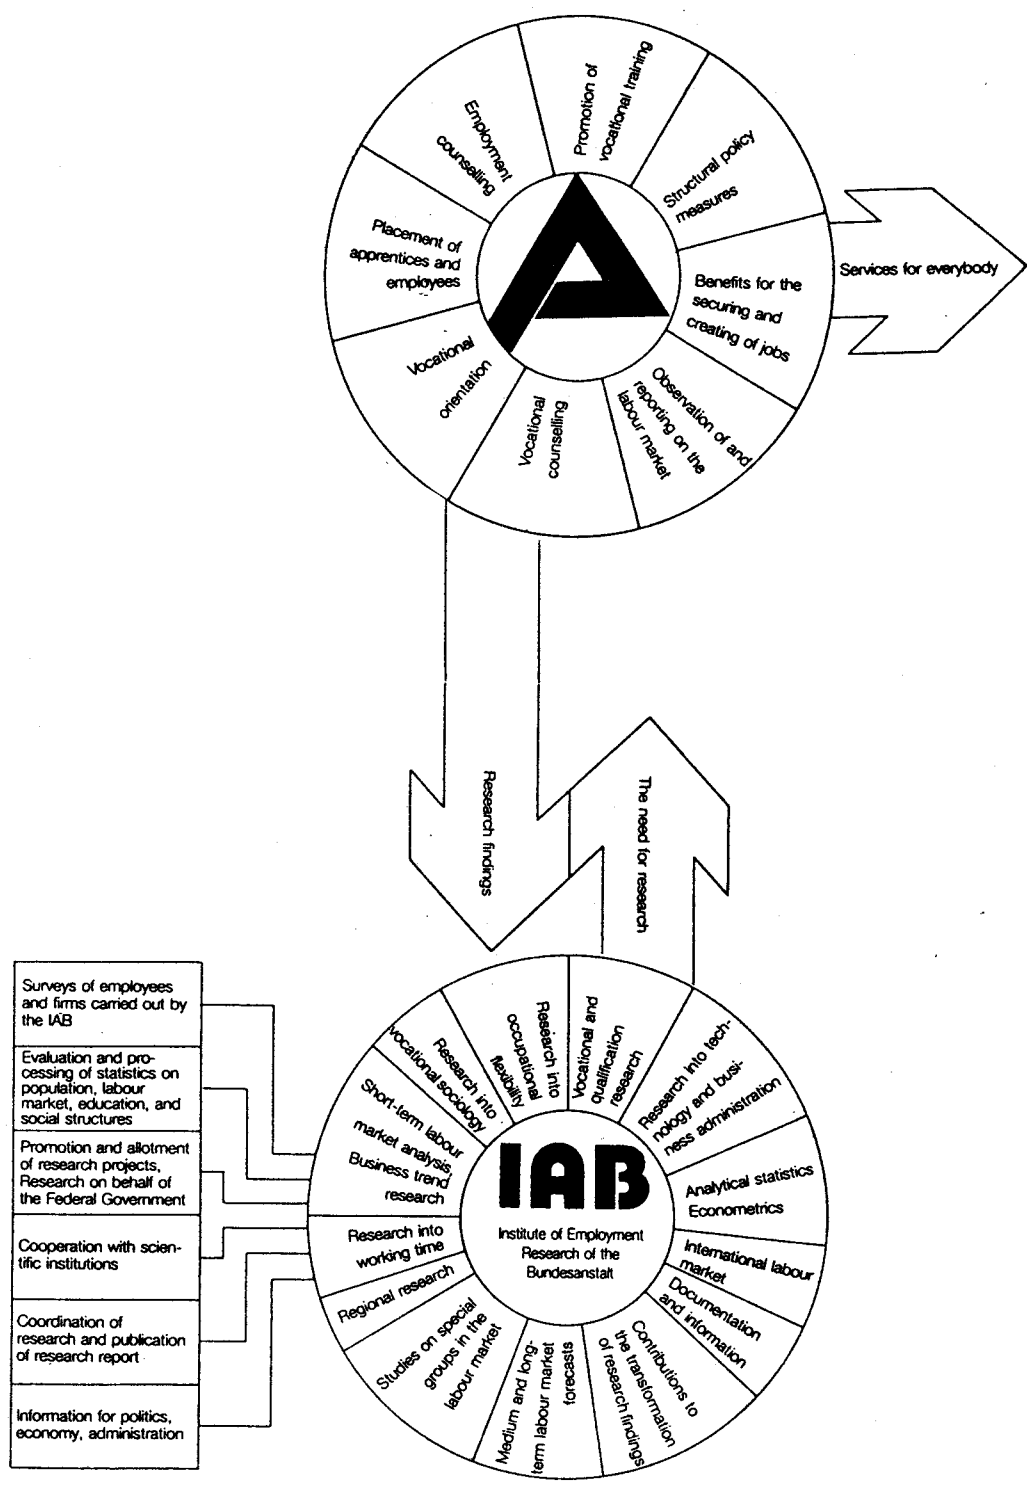 Promotion of
vocational training
Structural policy
measures
Benefits for the
securing and
creating of jobs
Observation of and
reporting on the
labour market
Vocational
counselling
Vocational
orientation
Placement of
apprentices and
employees
Employment
counselling
Services for everybody
Research findings
The need for research
Surveys of employees
and firms carried out by
the IAB
Evaluation and pro-
cessing of statistics on
population, labour
market, education, and
social structures
Promotion and allotment
of research projects,
Research on behalf of
the Federal Government
Cooperation with scien-
tific institutions
Coordination of
research and publication
of research report
Information for politics,
economy, administration
IAB
Institute of Employment
Research of the
Bundesanstalt
Vocational and
qualification
research
Research into tech-
nology and busi-
ness administration
Analytical statistics
Econometrics
International labour
market
Documentation
and information
Contributions to
the transformation
of research findings
Medium and long-
term labour market
forecasts
Studies on special
groups in the
labour market
Regional research
Research into
working time
Short-term labour
market analysis,
Business trend
research
Research into
vocational sociology
Research into
occupational
flexibility